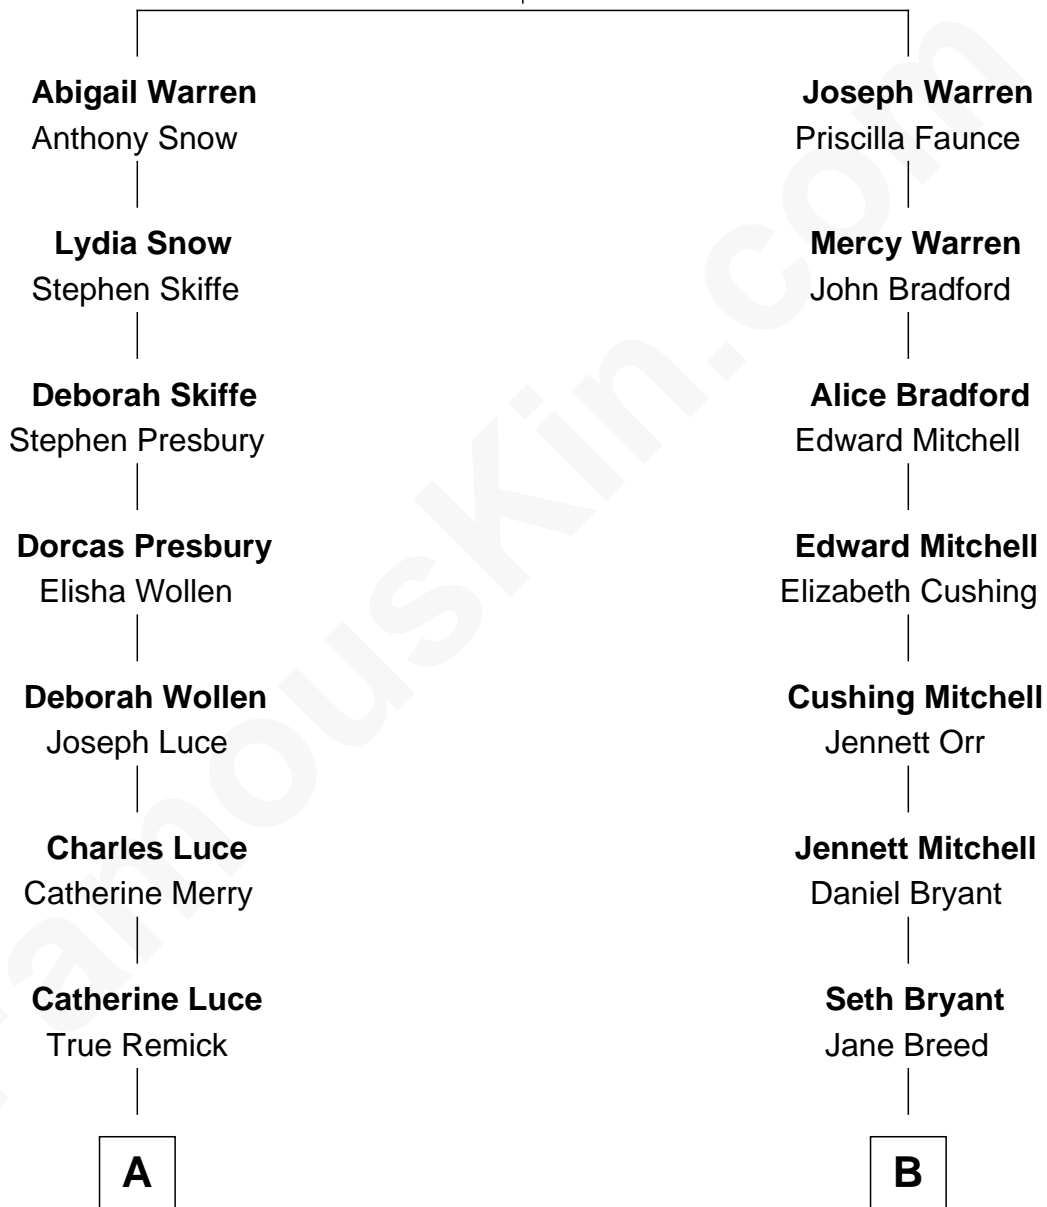 Abigail Warren
Anthony Snow
Joseph Warren
Priscilla Faunce
Lydia Snow
Stephen Skiffe
Mercy Warren
John Bradford
Deborah Skiffe
Stephen Presbury
Alice Bradford
Edward Mitchell
Dorcas Presbury
Elisha Wollen
Edward Mitchell
Elizabeth Cushing
Deborah Wollen
Joseph Luce
Cushing Mitchell
Jennett Orr
Charles Luce
Catherine Merry
Jennett Mitchell
Daniel Bryant
Catherine Luce
True Remick
Seth Bryant
Jane Breed
A
B
FamousKin.com